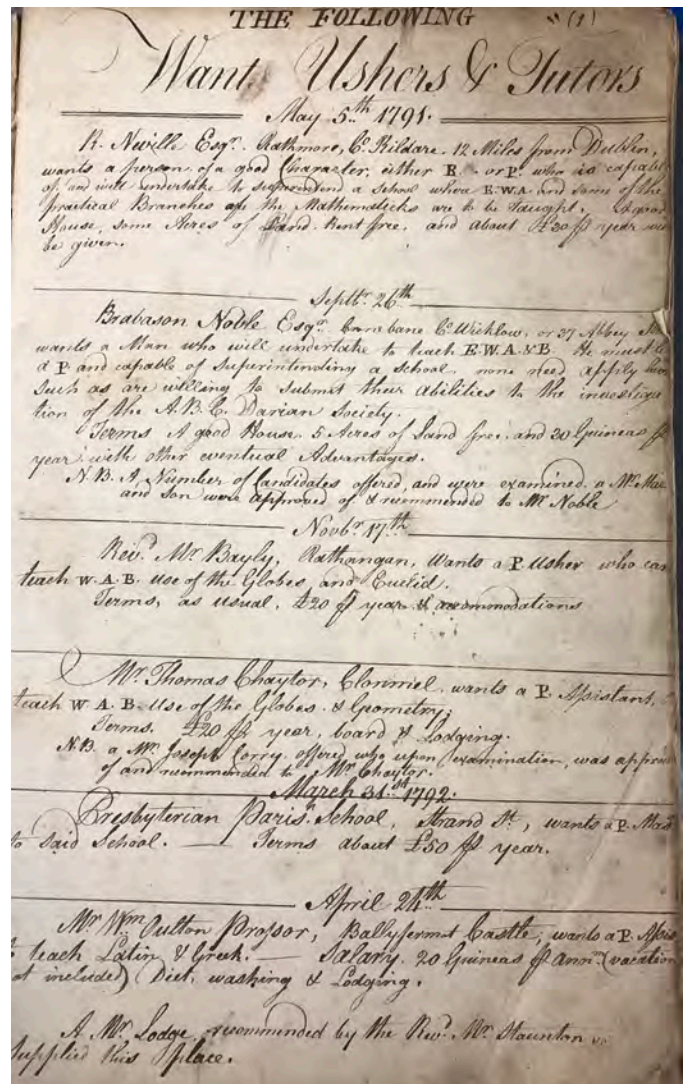 THE FOLLOWING (1)
Want Ushers & Tutors
May 5th 1791.
R. Neville Esqr. Rathmore, Co. Kildare. 12 Miles from Dublin,
wants a person of a good Character, either R. or P. who is capable
of, and will undertake to superintend a school where E.W.A. and some of the
practical Branches of the Mathematicks are to be taught. A good
House, some Acres of Land. Rent free, and about £30 pr year will
be given.
Septbr. 26th
Brabason Noble Esqr. Co. Wicklow, or 37 Abbey
wants a Man who will undertake to teach E.W.A. & B. He must be
a P. and capable of Superintending a school. none need apply but
such as are willing to submit their abilities to the investiga
tion of the A.B.C. Darian Society.
Terms A good House. 5 Acres of Land free, and 30 Guineas pr
year with other eventual Advantages.
N.B. A Number of Candidates offered, and were examined, a Mr.
and son were approved of & recommended to Mr Noble
Novbr. 17th
Revd. Mr Bayly, Rathangan, Wants a P. Usher who can
teach W.A.B. use of the Globes, and Euclid.
Terms, as usual, £20 pr year & accommodations
Mr. Thomas Chaytor, Clonmel, wants a P. Assistant,
teach W.A.B. Use of the Globes & Geometry;
Terms. £20 pr year, board & Lodging.
N.B. a Mr. Joseph Corry offered who upon examination, was approv
of and recommended to Mr Chaytor.
March 31.st 1792.
Presbyterian Parish School, Strand St, wants a P. Mas
to said School. — Terms about £50 pr year.
April 24th
Mr Wm. Oulton Prossor, Ballyfermot Castle, wants a P. Assis
teach Latin & Greek. — Salary. 20 Guineas pr Ann. (vacation
ot included) Diet, washing & Lodging.
A Mr. Lodge, recommended by the Revd. Mr. Staunton
supplied this place.